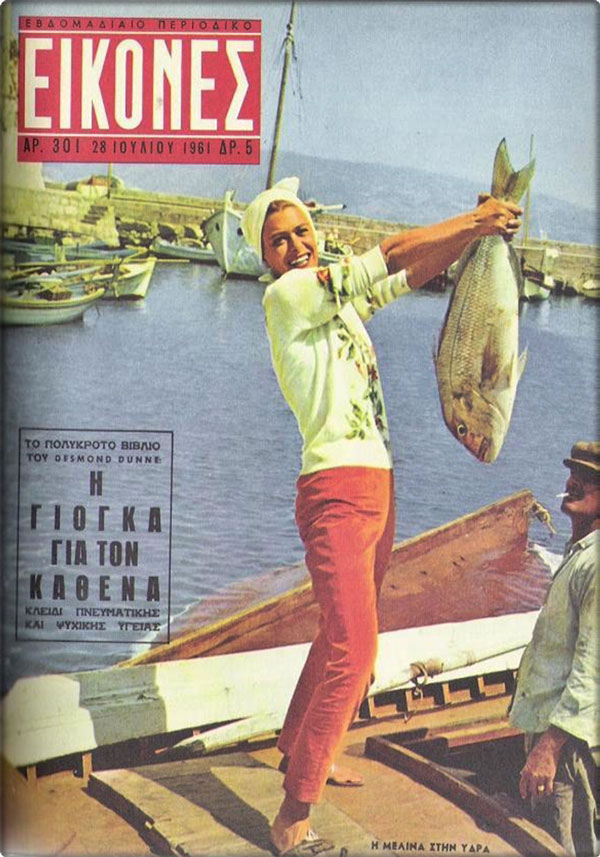 ΕΒΔΟΜΑΔΙΑΙΟ ΠΕΡΙΟΔΙΚΟ
ΕΙΚΟΝΕΣ
ΑΡ. 301 28 ΙΟΥΛΙΟΥ 1961 ΔΡ. 5
ΤΟ ΠΟΛΥΚΡΟΤΟ ΒΙΒΛΙΟ
ΤΟΥ DESMOND DUNNE:
Η
ΓΙΟΓΚΑ
ΓΙΑ ΤΟΝ
ΚΑΘΕΝΑ
ΚΛΕΙΔΙ ΠΝΕΥΜΑΤΙΚΗΣ
ΚΑΙ ΨΥΧΙΚΗΣ ΥΓΕΙΑΣ
Η ΜΕΛΙΝΑ ΣΤΗΝ ΥΔΡΑ